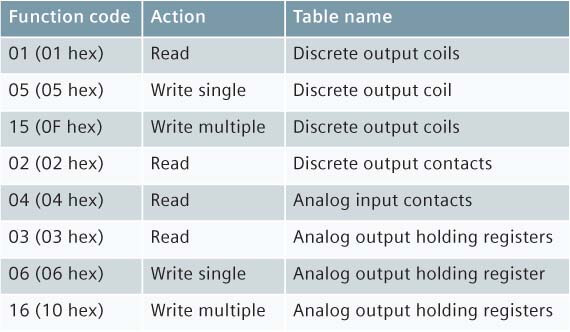 Function code Action Table name
01 (01 hex) Read Discrete output coils
05 (05 hex) Write single Discrete output coil
15 (0F hex) Write multiple Discrete output coils
02 (02 hex) Read Discrete output contacts
04 (04 hex) Read Analog input contacts
03 (03 hex) Read Analog output holding registers
06 (06 hex) Write single Analog output holding register
16 (10 hex) Write multiple Analog output holding registers